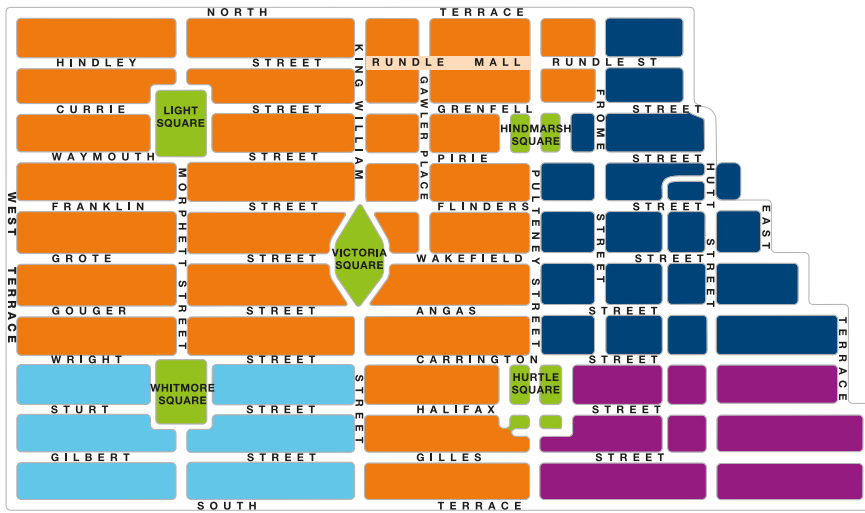 NORTH TERRACE
HINDLEY STREET RUNDLE MALL RUNDLE ST
CURRIE STREET GRENFELL STREET
LIGHT
SQUARE
HINDMARSH
SQUARE
WAYMOUTH STREET PIRIE STREET
FRANKLIN STREET FLINDERS STREET
GROTE STREET WAKEFIELD STREET
VICTORIA
SQUARE
GOUGER STREET ANGAS STREET
WRIGHT STREET CARRINGTON STREET
WHITMORE
SQUARE
HURTLE
SQUARE
STURT STREET HALIFAX STREET
GILBERT STREET GILLES STREET
SOUTH TERRACE
WEST TERRACE
MORPHETT STREET
KING WILLIAM STREET
GAWLER PLACE
PULTENEY STREET
FROME STREET
HUTT STREET
EAST TERRACE